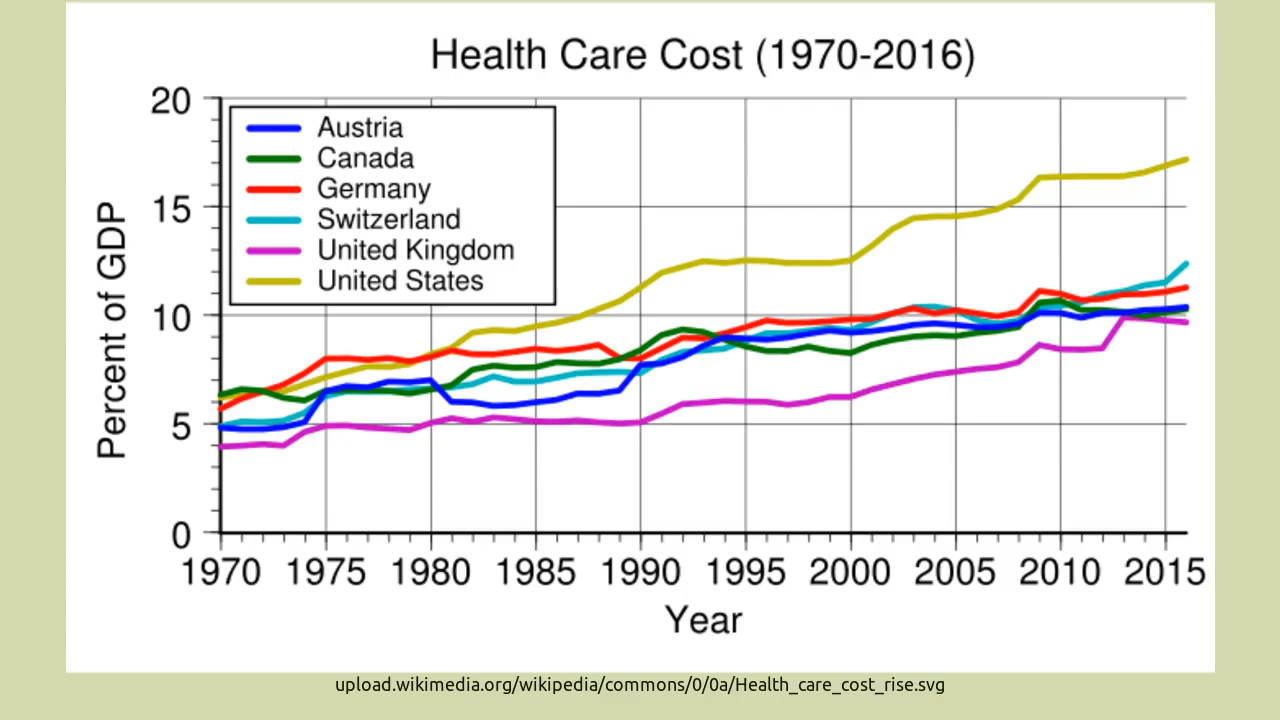 Health Care Cost (1970-2016)
20
15
10
5
0
Percent of GDP
Austria
Canada
Germany
Switzerland
United Kingdom
United States
1970 1975 1980 1985 1990 1995 2000 2005 2010 2015
Year
upload.wikimedia.org/wikipedia/commons/0/0a/Health_care_cost_rise.svg